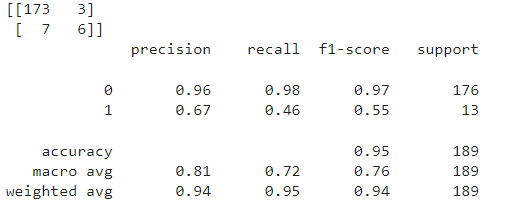 [[173 3]
[ 7 6]]
precision recall f1-score support
0 0.96 0.98 0.97 176
1 0.67 0.46 0.55 13
accuracy 0.95 189
macro avg 0.81 0.72 0.76 189
weighted avg 0.94 0.95 0.94 189